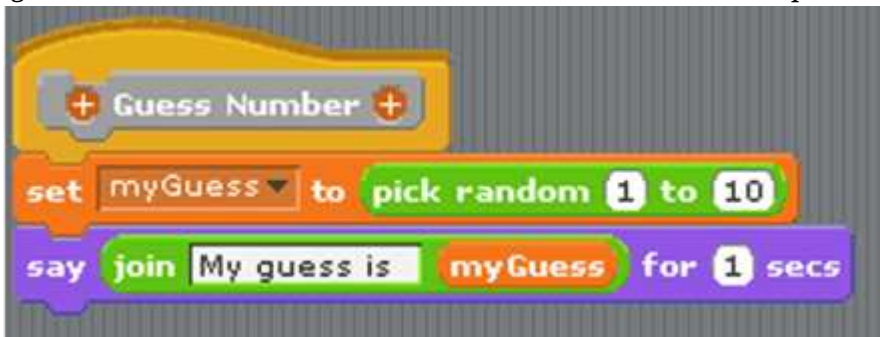 + Guess Number +
set myGuess to pick random 1 to 10
say join My guess is myGuess for 1 secs